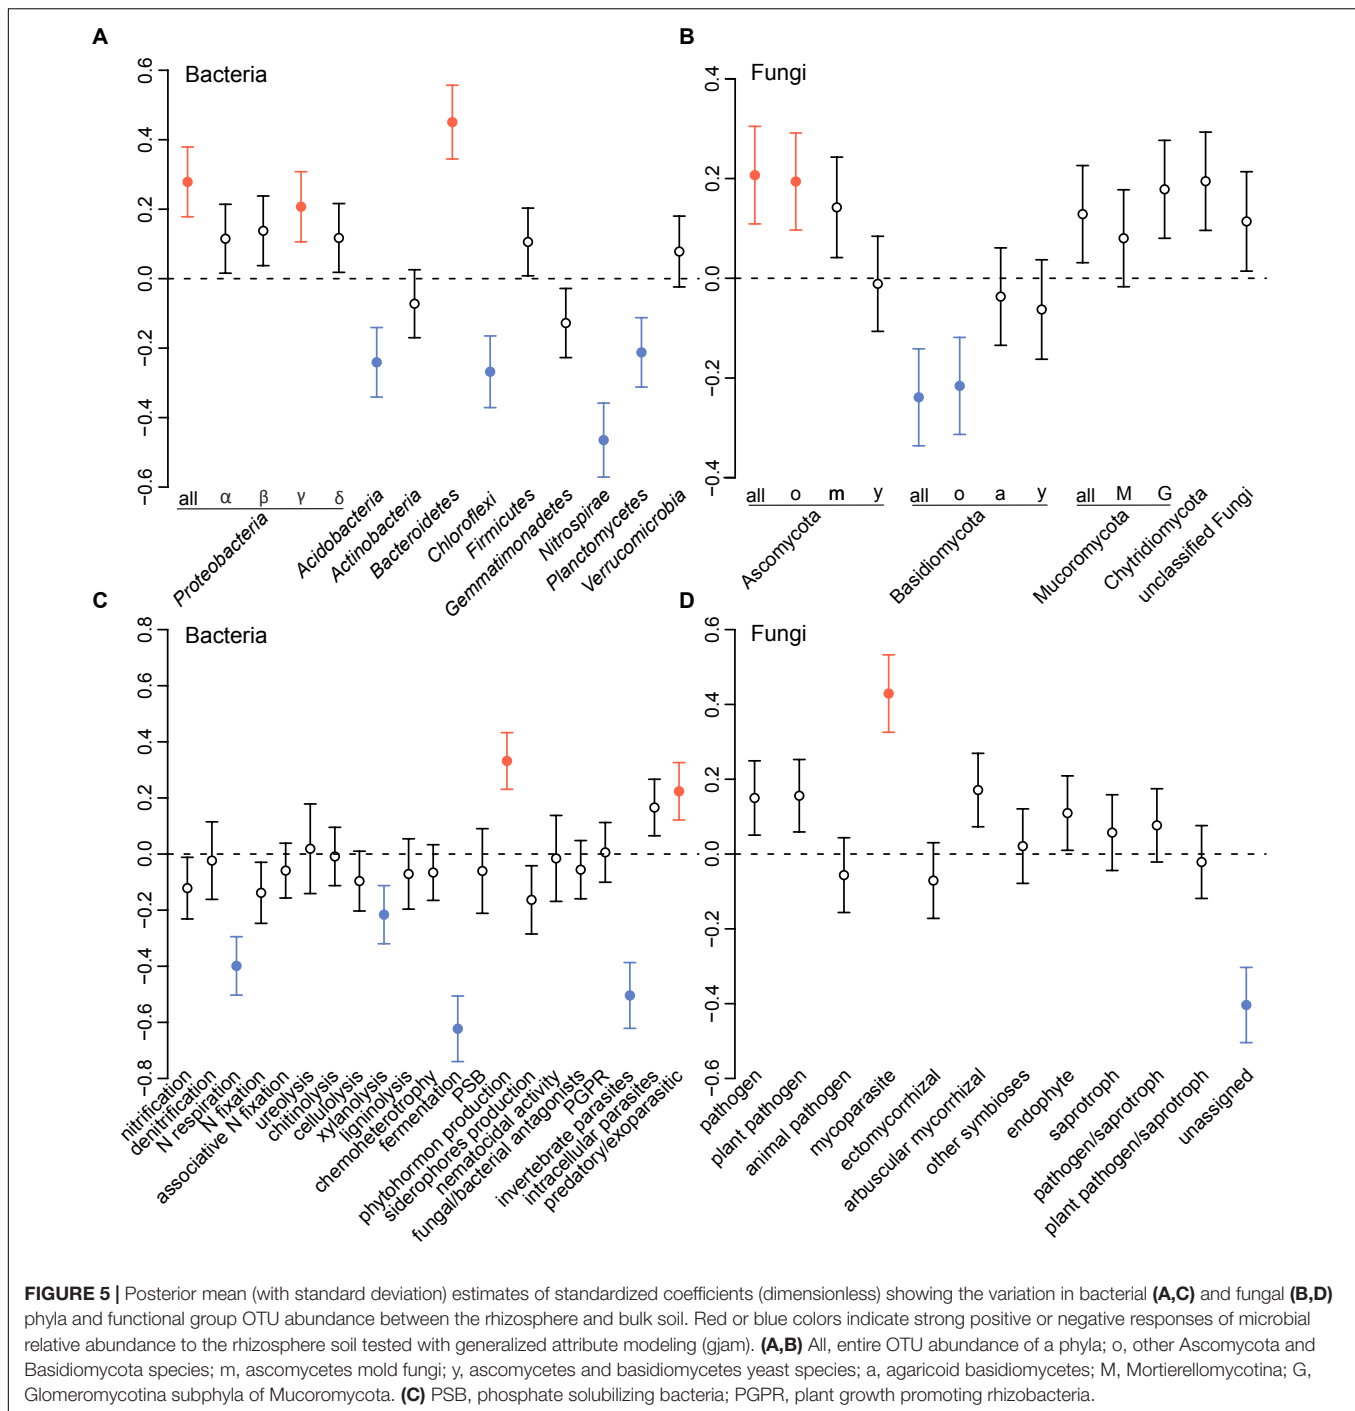 A
Bacteria
0.6
0.4
0.2
0.0
−0.2
−0.4
−0.6
all α β γ δ
Proteobacteria
Acidobacteria
Actinobacteria
Bacteroidetes
Chloroflexi
Firmicutes
Gemmatimonadetes
Nitrospirae
Planctomycetes
Verrucomicrobia
B
Fungi
0.4
0.2
0.0
−0.2
−0.4
all o m y all o a y all M G
Ascomycota
Basidiomycota
Mucoromycota
Chytridiomycota
unclassified Fungi
C
Bacteria
0.8
0.6
0.4
0.2
0.0
−0.2
−0.4
−0.6
−0.8
nitrification
denitrification
N respiration
N fixation
associative N fixation
ureolysis
chitinolysis
cellulolysis
xylanolysis
ligninolysis
chemoheterotrophy
fermentation
PSB
phytohormon production
siderophores production
nematocidal activity
fungal/bacterial antagonists
PGPR
invertebrate parasites
intracellular parasites
predatory/exoparasitic
D
Fungi
0.6
0.4
0.2
0.0
−0.2
−0.4
−0.6
pathogen
plant pathogen
animal pathogen
mycoparasite
ectomycorrhizal
arbuscular mycorrhizal
other symbioses
endophyte
saprotroph
pathogen/saprotroph
plant pathogen/saprotroph
unassigned
FIGURE 5 | Posterior mean (with standard deviation) estimates of standardized coefficients (dimensionless) showing the variation in bacterial (A,C) and fungal (B,D)
phyla and functional group OTU abundance between the rhizosphere and bulk soil. Red or blue colors indicate strong positive or negative responses of microbial
relative abundance to the rhizosphere soil tested with generalized attribute modeling (gjam). (A,B) All, entire OTU abundance of a phyla; o, other Ascomycota and
Basidiomycota species; m, ascomycetes mold fungi; y, ascomycetes and basidiomycetes yeast species; a, agaricoid basidiomycetes; M, Mortierellomycotina; G,
Glomeromycotina subphyla of Mucoromycota. (C) PSB, phosphate solubilizing bacteria; PGPR, plant growth promoting rhizobacteria.